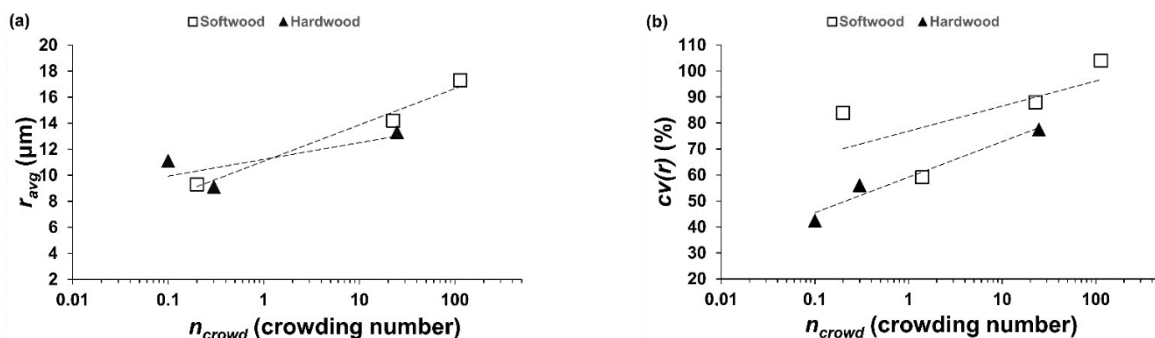 (a)
Softwood Hardwood
20
18
16
14
12
10
8
6
4
2
r_avg (µm)
0.01 0.1 1 10 100
n_crowd (crowding number)
(b)
Softwood Hardwood
110
100
90
80
70
60
50
40
30
20
cv(r) (%)
0.01 0.1 1 10 100
n_crowd (crowding number)